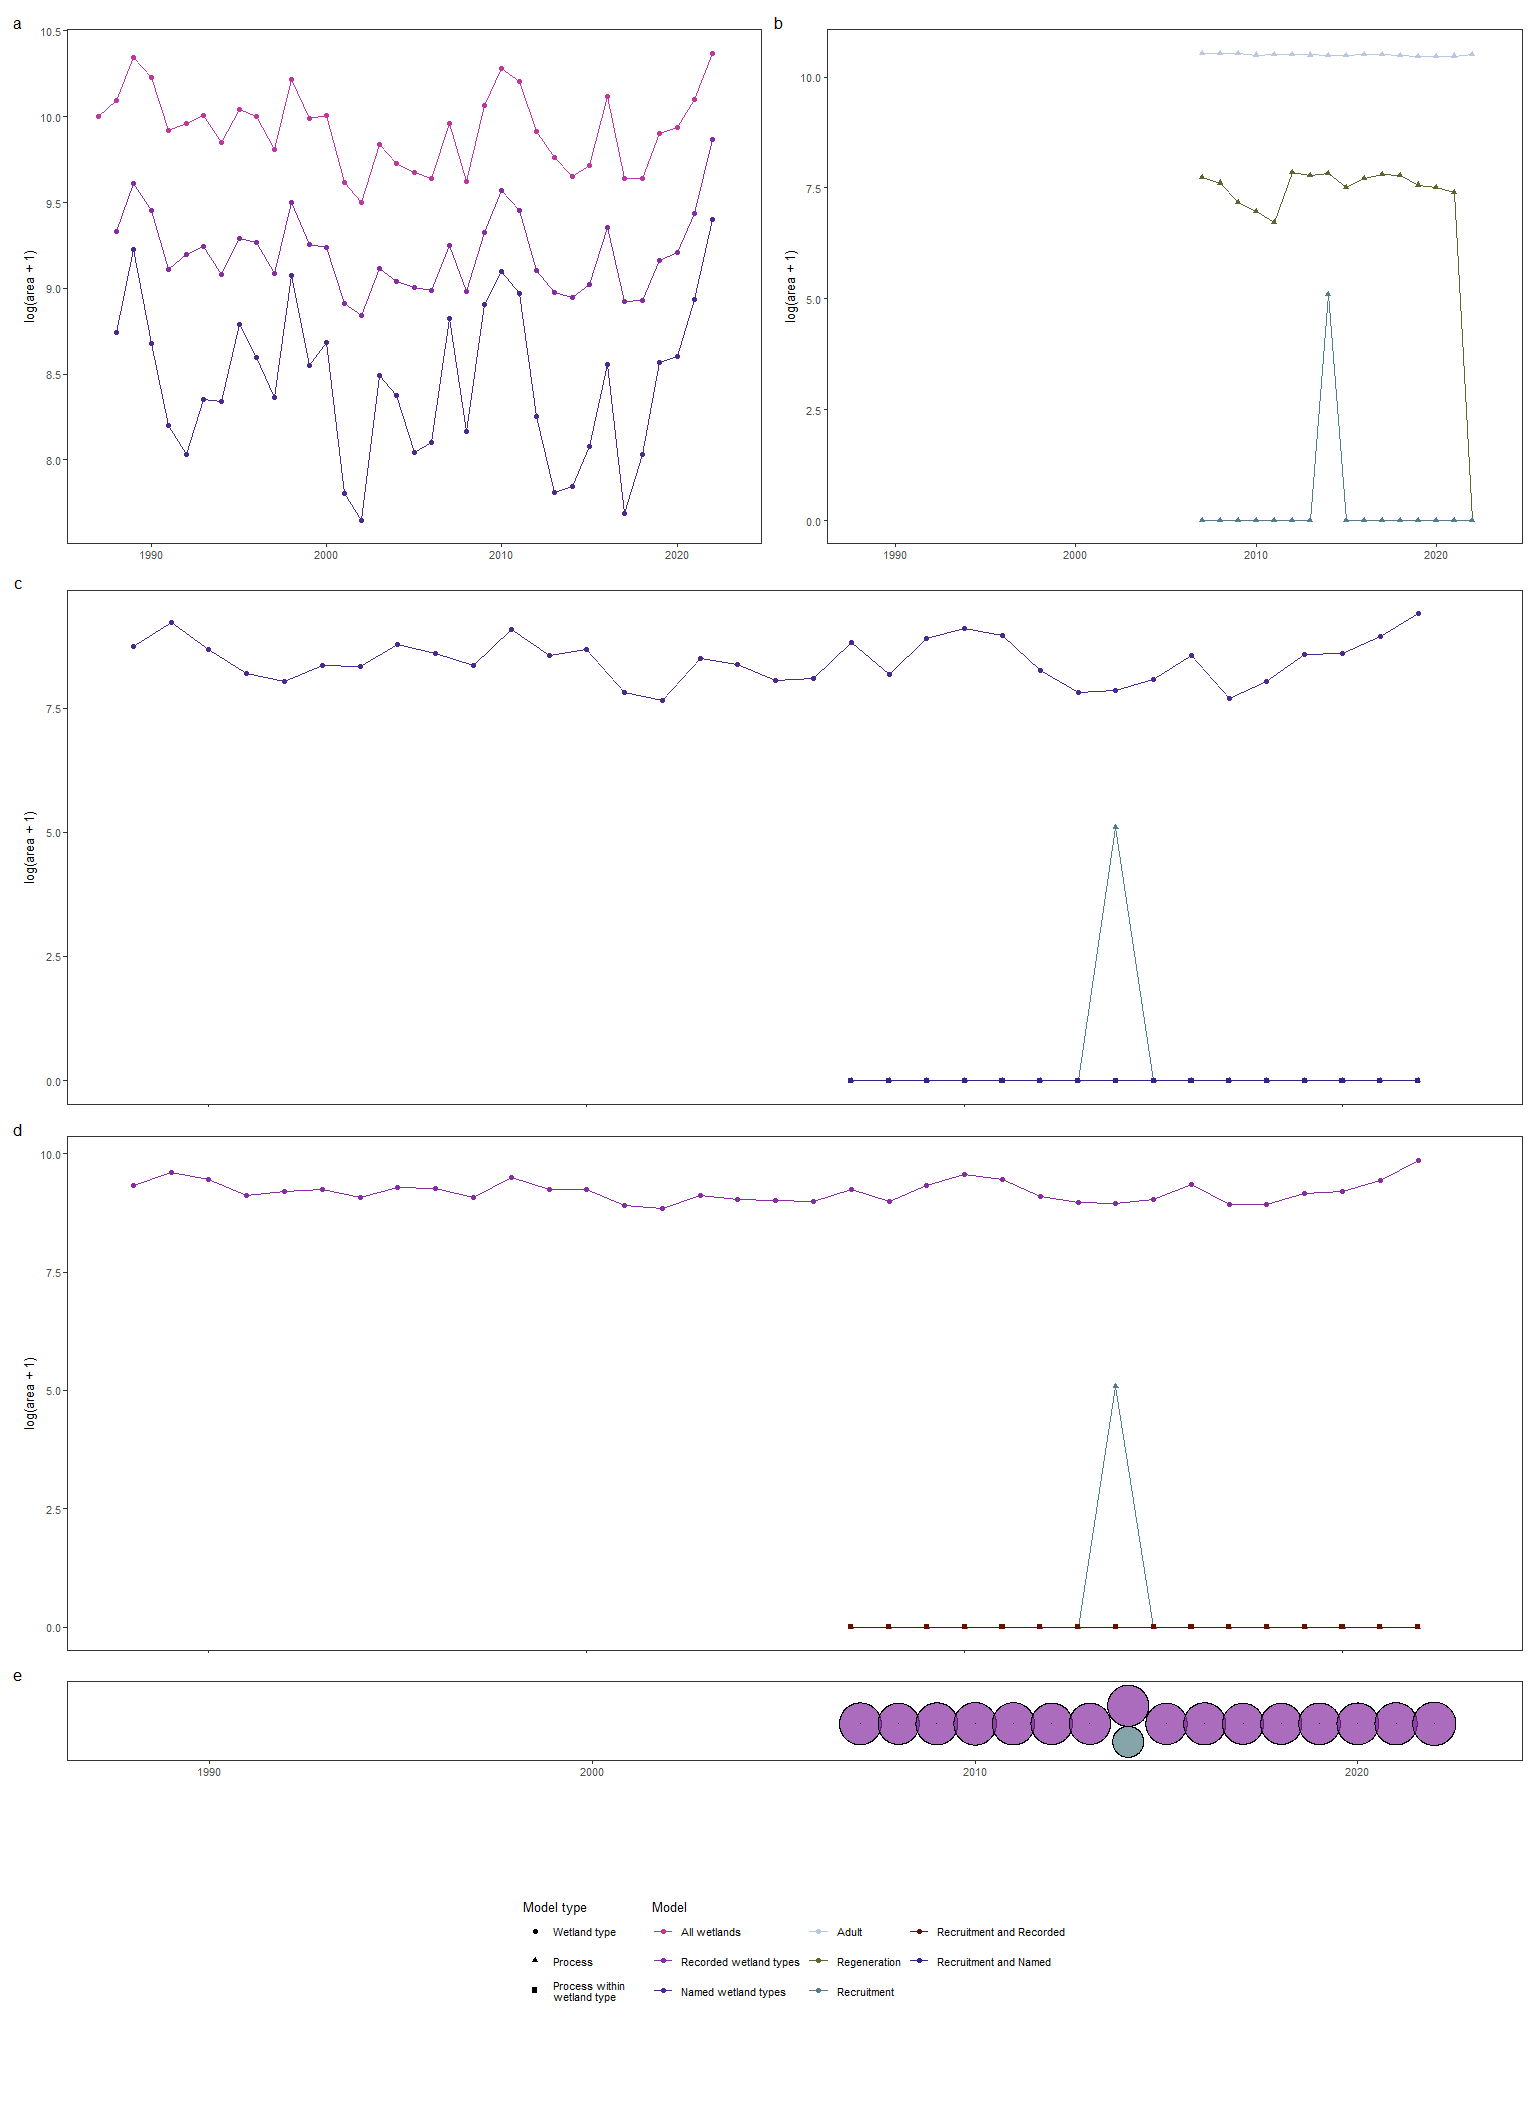 a
b
10.5
10.0
9.5
9.0
8.5
8.0
log(area + 1)
1990
2000
2010
2020
10.0
7.5
5.0
2.5
0.0
log(area + 1)
1990
2000
2010
2020
c
7.5
5.0
2.5
0.0
log(area + 1)
d
10.0
7.5
5.0
2.5
0.0
log(area + 1)
e
1990
2000
2010
2020
Model type
Wetland type
Process
Process within
wetland type
Model
All wetlands
Recorded wetland types
Named wetland types
Adult
Regeneration
Recruitment
Recruitment and Recorded
Recruitment and Named